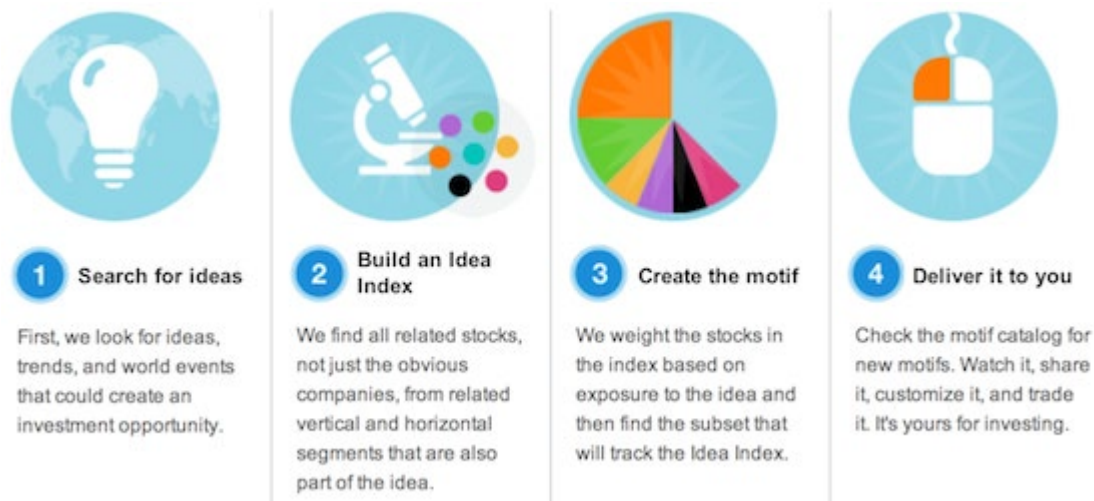 1 Search for ideas
First, we look for ideas,
trends, and world events
that could create an
investment opportunity.
2 Build an Idea
Index
We find all related stocks,
not just the obvious
companies, from related
vertical and horizontal
segments that are also
part of the idea.
3 Create the motif
We weight the stocks in
the index based on
exposure to the idea and
then find the subset that
will track the Idea Index.
4 Deliver it to you
Check the motif catalog for
new motifs. Watch it, share
it, customize it, and trade
it. It's yours for investing.